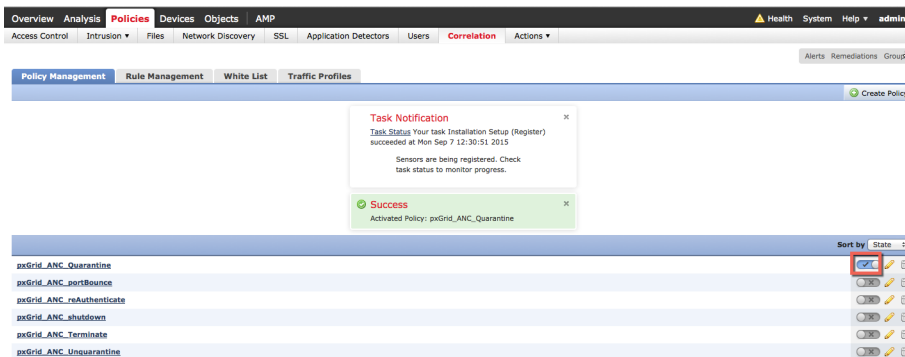 Overview Analysis Policies Devices Objects AMP Health System Help admin
Access Control Intrusion Files Network Discovery SSL Application Detectors Users Correlation Actions
Alerts Remediations Groups
Policy Management Rule Management White List Traffic Profiles
Create Policy
Task Notification
Task Status Your task Installation Setup (Register)
succeeded at Mon Sep 7 12:30:51 2015
Sensors are being registered. Check
task status to monitor progress.
Success
Activated Policy: pxGrid_ANC_Quarantine
Sort by State
pxGrid_ANC_Quarantine
pxGrid_ANC_portBounce
pxGrid_ANC_reAuthenticate
pxGrid_ANC_shutdown
pxGrid_ANC_Terminate
pxGrid_ANC_Unquarantine